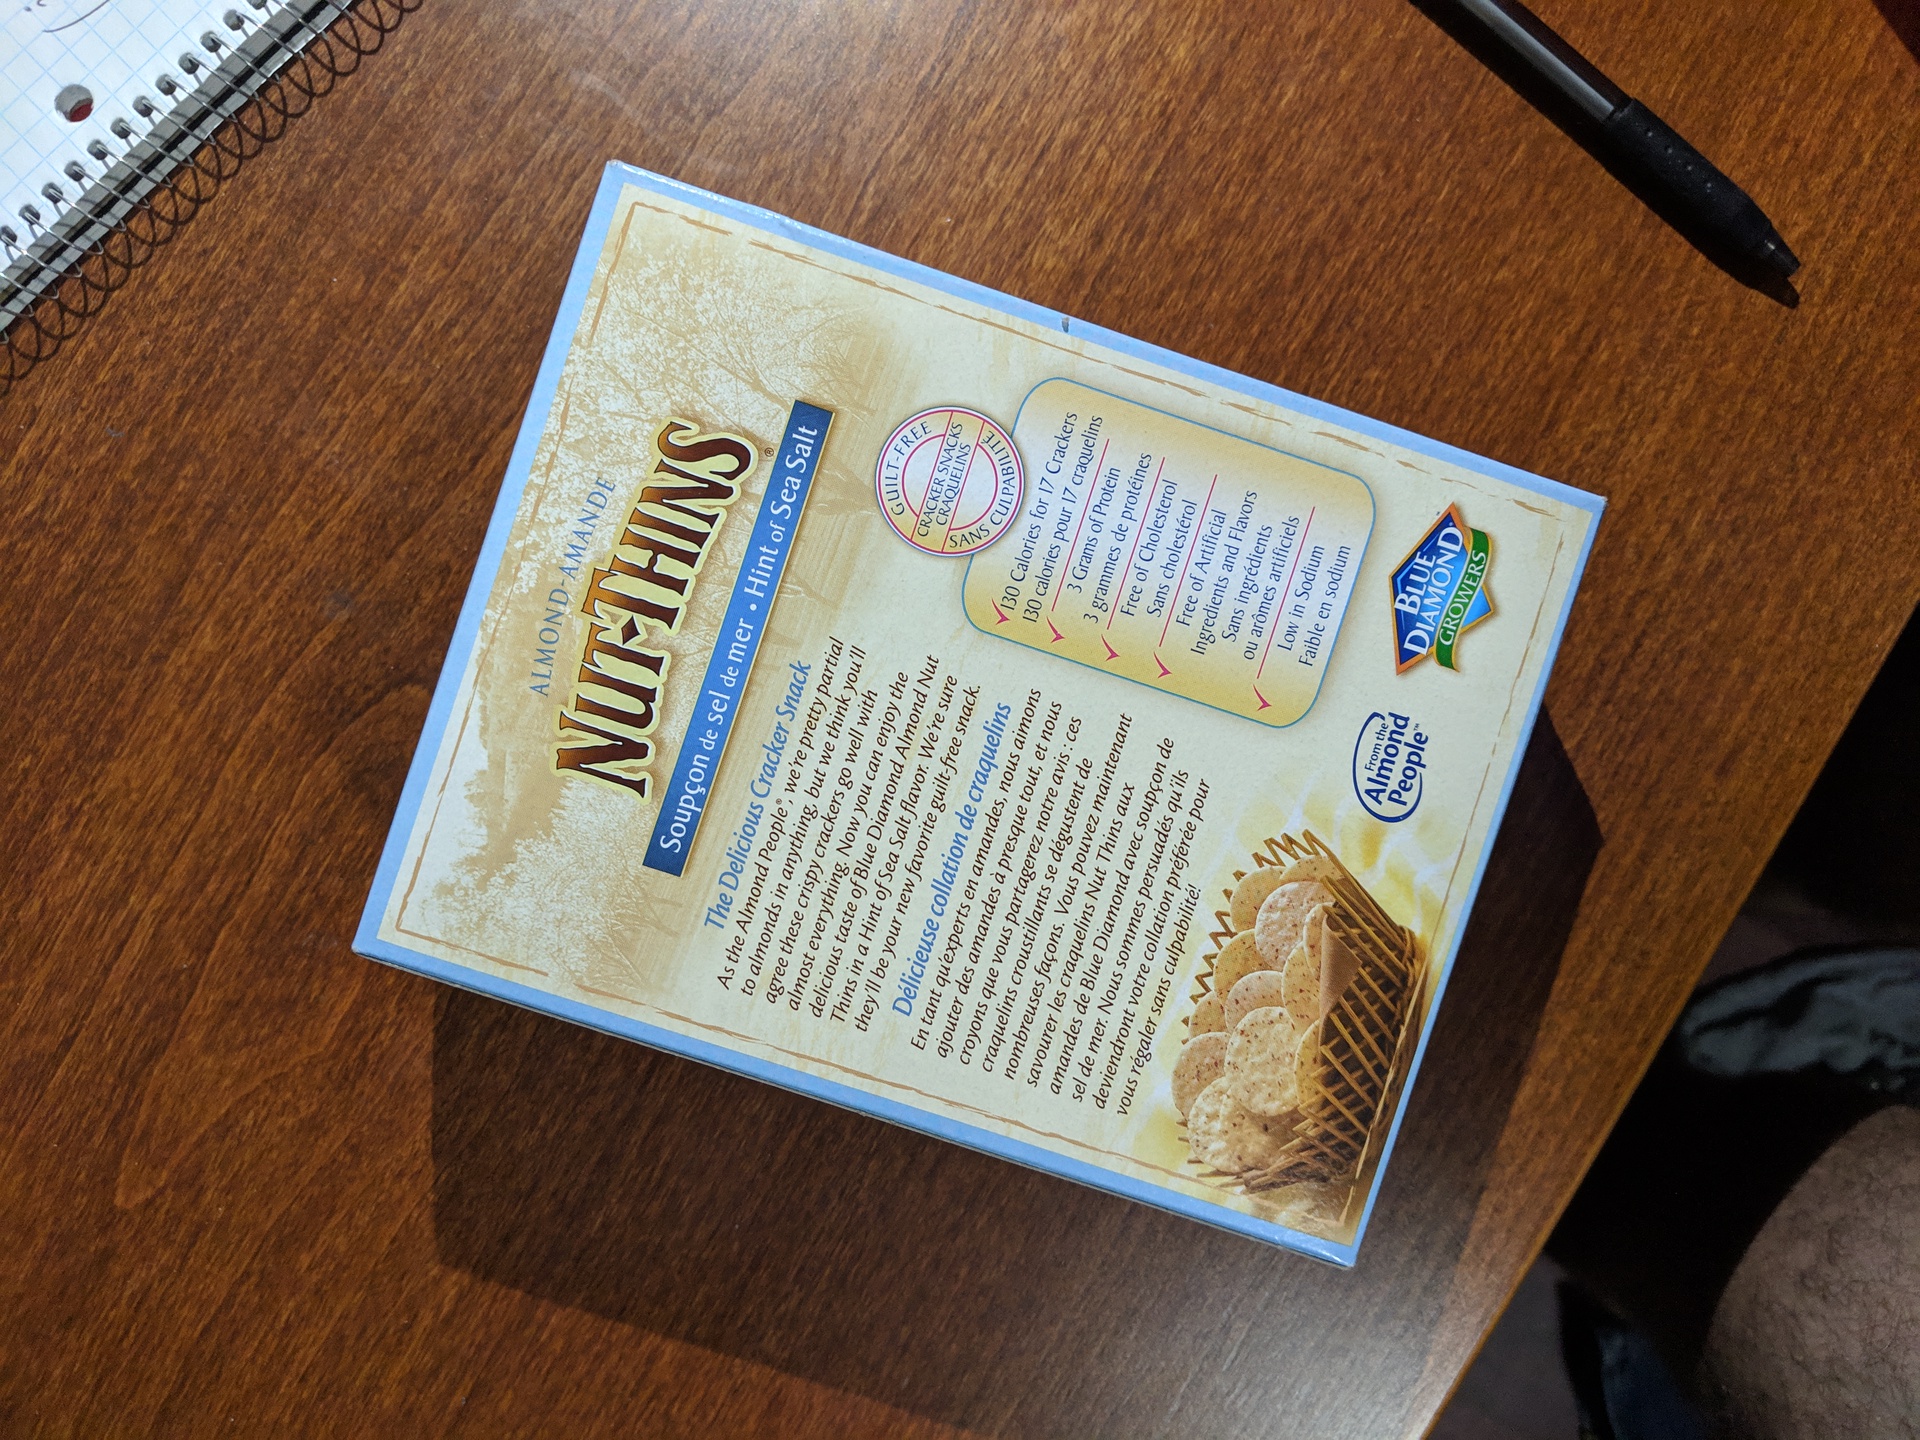 ALMOND-AMANDE
NUT-THINS®
Soupçon de sel de mer • Hint of Sea Salt
The Delicious Cracker Snack
As the Almond People®, we're pretty partial
to almonds in anything, but we think you'll
agree these crispy crackers go well with
almost everything. Now you can enjoy the
delicious taste of Blue Diamond Almond Nut
Thins in a Hint of Sea Salt flavor. We're sure
they'll be your new favorite guilt-free snack.
Délicieuse collation de craquelins
En tant qu'experts en amandes, nous aimons
ajouter des amandes à presque tout, et nous
croyons que vous partagerez notre avis : ces
craquelins croustillants se dégustent de
nombreuses façons. Vous pouvez maintenant
savourer les craquelins Nut Thins aux
amandes de Blue Diamond avec soupçon de
sel de mer. Nous sommes persuadés qu'ils
deviendront votre collation préférée pour
vous régaler sans culpabilité!
GUILT-FREE
CRACKER SNACKS
CRAQUELINS
SANS CULPABILITÉ
130 Calories for 17 Crackers
130 calories pour 17 craquelins
3 Grams of Protein
3 grammes de protéines
Free of Cholesterol
Sans cholestérol
Free of Artificial
Ingredients and Flavors
Sans ingrédients
ou arômes artificiels
Low in Sodium
Faible en sodium
From the
Almond
People™
BLUE
DIAMOND®
GROWERS